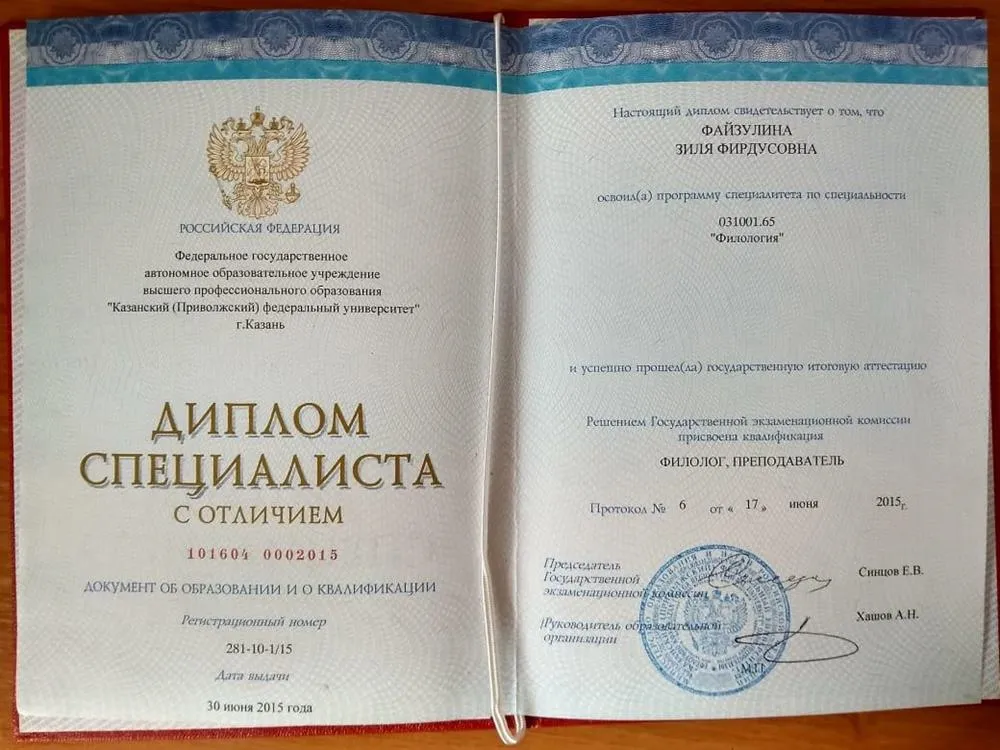 РОССИЙСКАЯ ФЕДЕРАЦИЯ
Федеральное государственное
автономное образовательное учреждение
высшего профессионального образования
"Казанский (Приволжский) федеральный университет"
г.Казань
ДИПЛОМ
СПЕЦИАЛИСТА
С ОТЛИЧИЕМ
101604 0002015
ДОКУМЕНТ ОБ ОБРАЗОВАНИИ И О КВАЛИФИКАЦИИ
Регистрационный номер
281-10-1/15
Дата выдачи
30 июня 2015 года
Настоящий диплом свидетельствует о том, что
ФАЙЗУЛИНА
ЗИЛЯ ФИРДУСОВНА
освоил(а) программу специалитета по специальности
031001.65
"Филология"
и успешно прошел(ла) государственную итоговую аттестацию
Решением Государственной экзаменационной комиссии
присвоена квалификация
ФИЛОЛОГ, ПРЕПОДАВАТЕЛЬ
Протокол № 6 от « 17 » июня 2015г.
Председатель
Государственной
экзаменационной комиссии
Синцов Е.В.
Руководитель образовательной
организации
Хашов А.Н.
М.П.